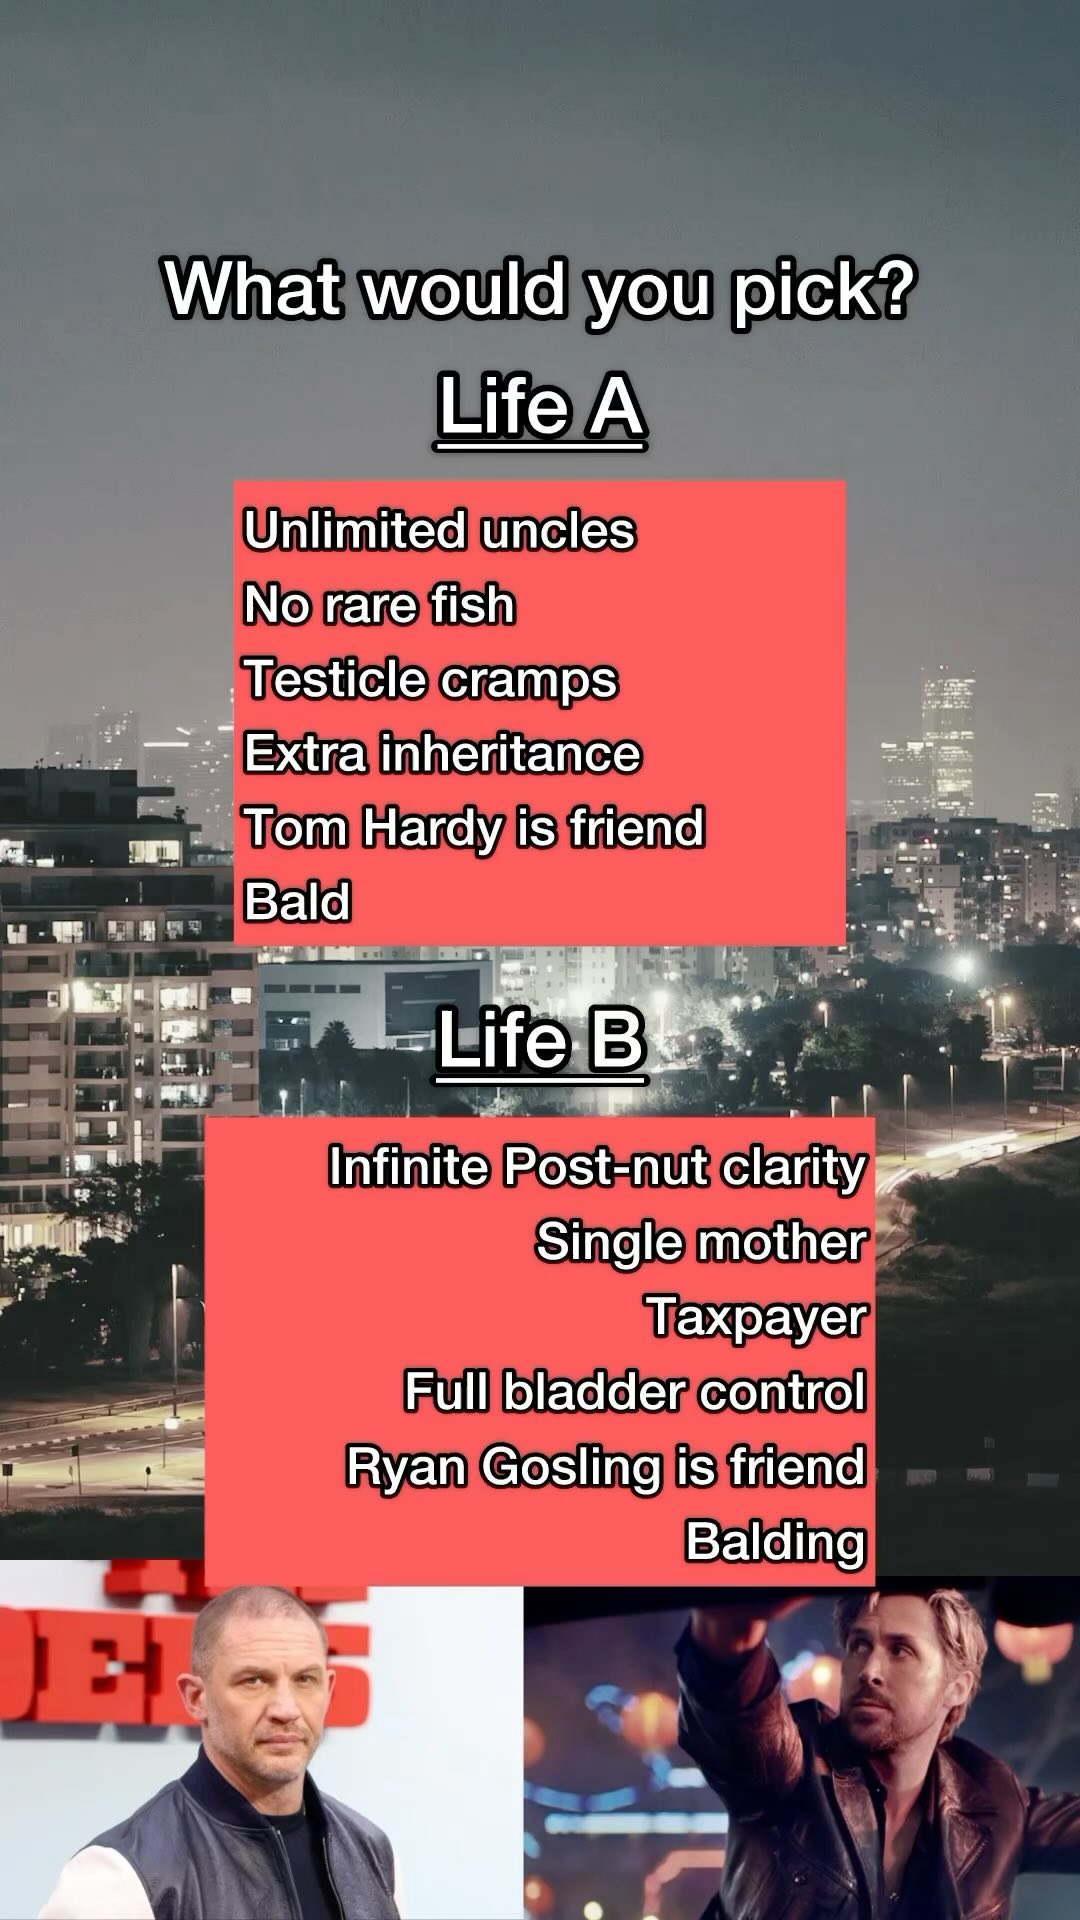 What would you pick?
Life A
Unlimited uncles
No rare fish
Testicle cramps
Extra inheritance
Tom Hardy is friend
Bald
Life B
Infinite Post-nut clarity
Single mother
Taxpayer
Full bladder control
Ryan Gosling is friend
Balding